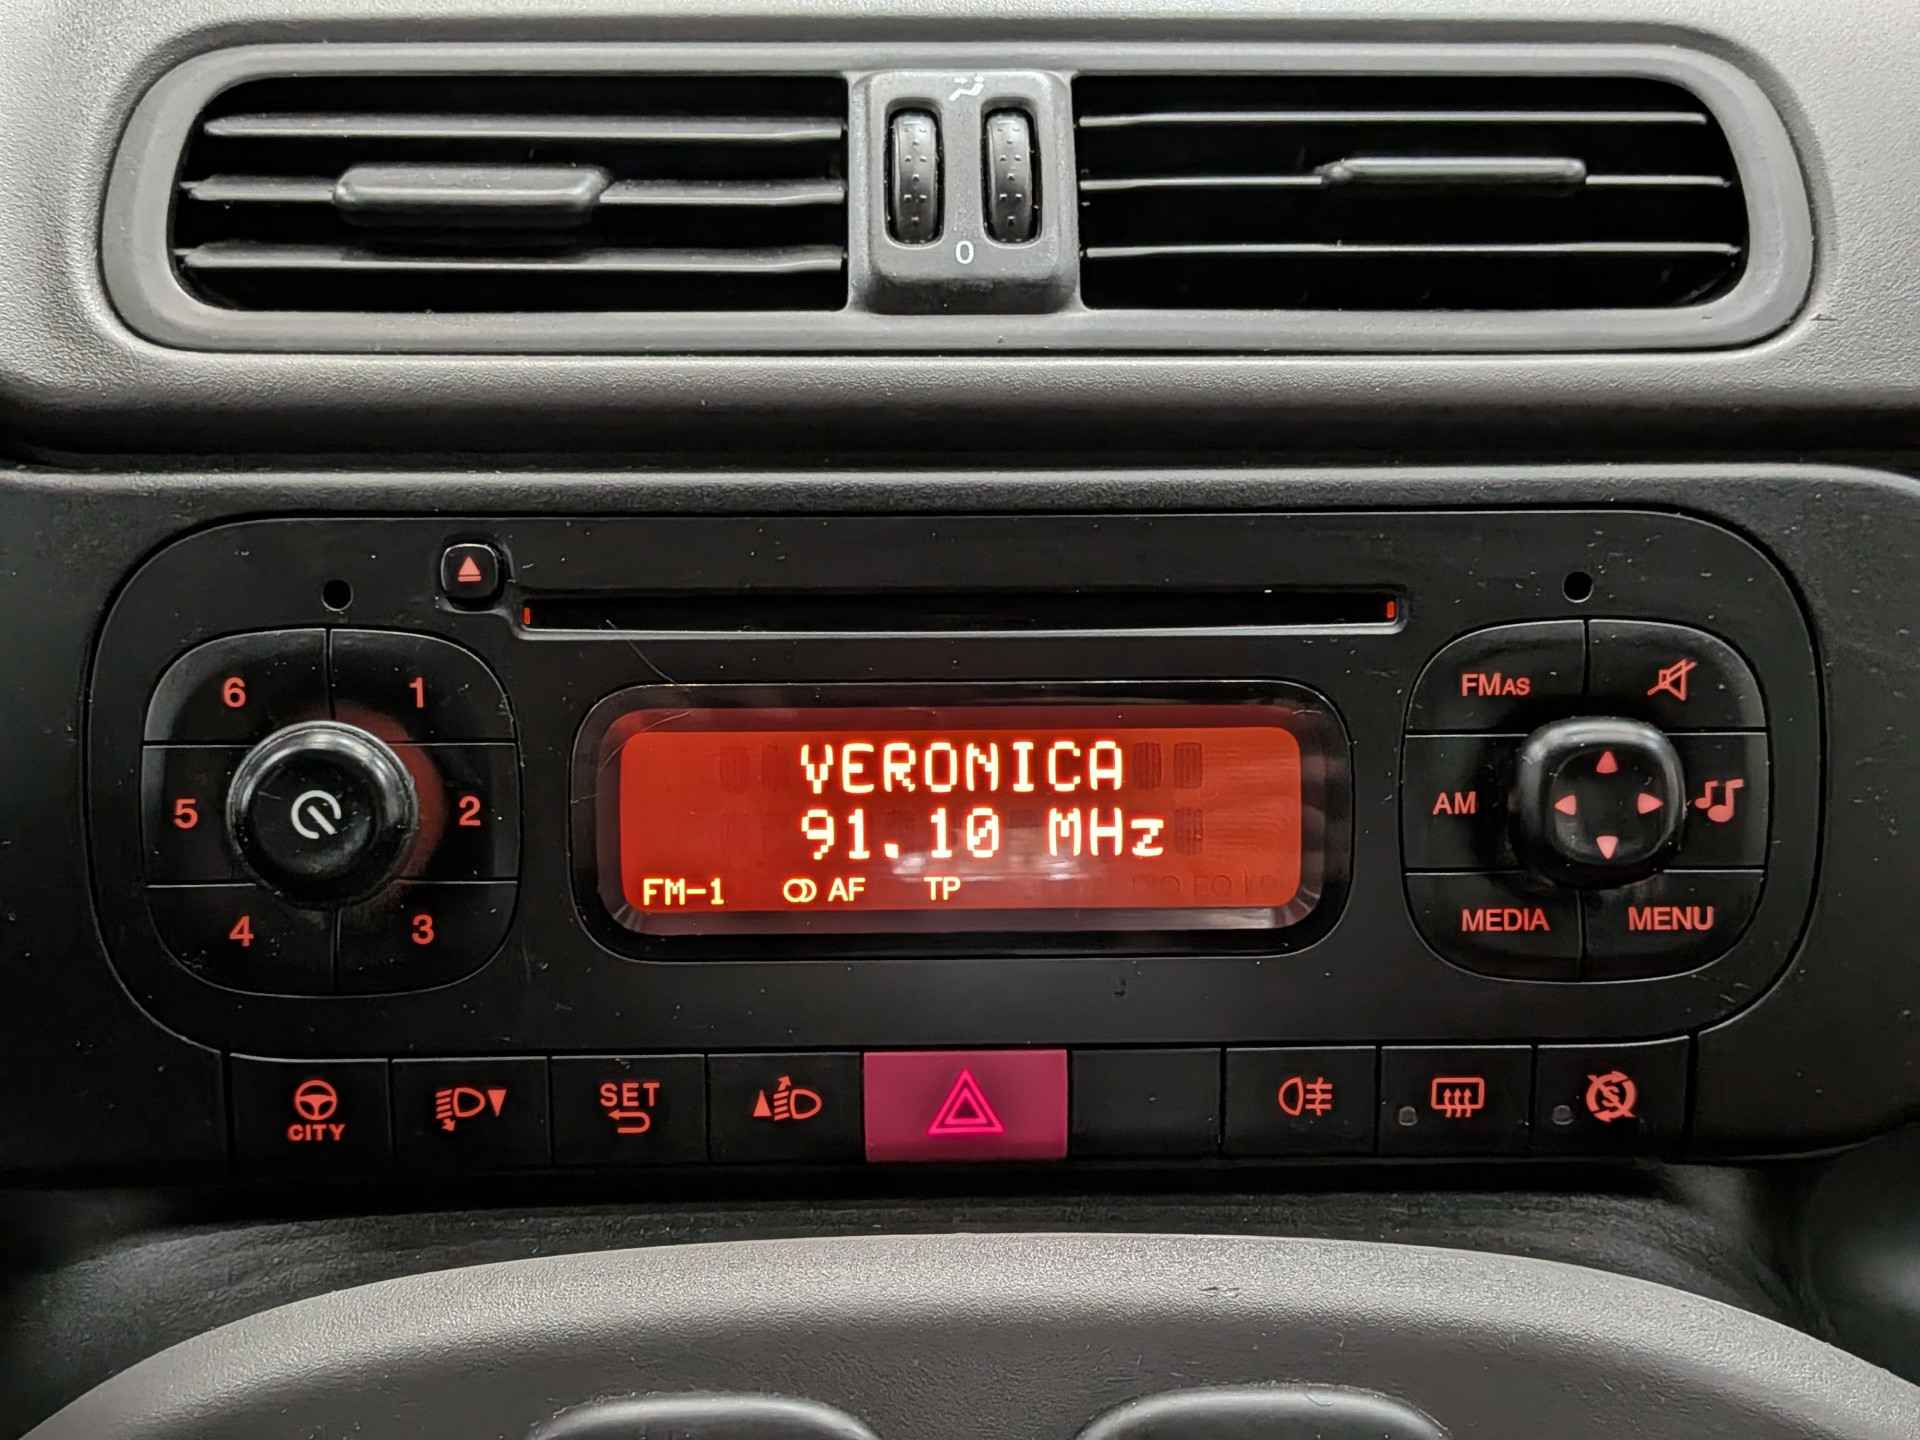 0
6
1
5
2
4
3
VERONICA
91.10 MHz
FM-1 AF TP
FMAS
AM
MEDIA
MENU
CITY
SET
S